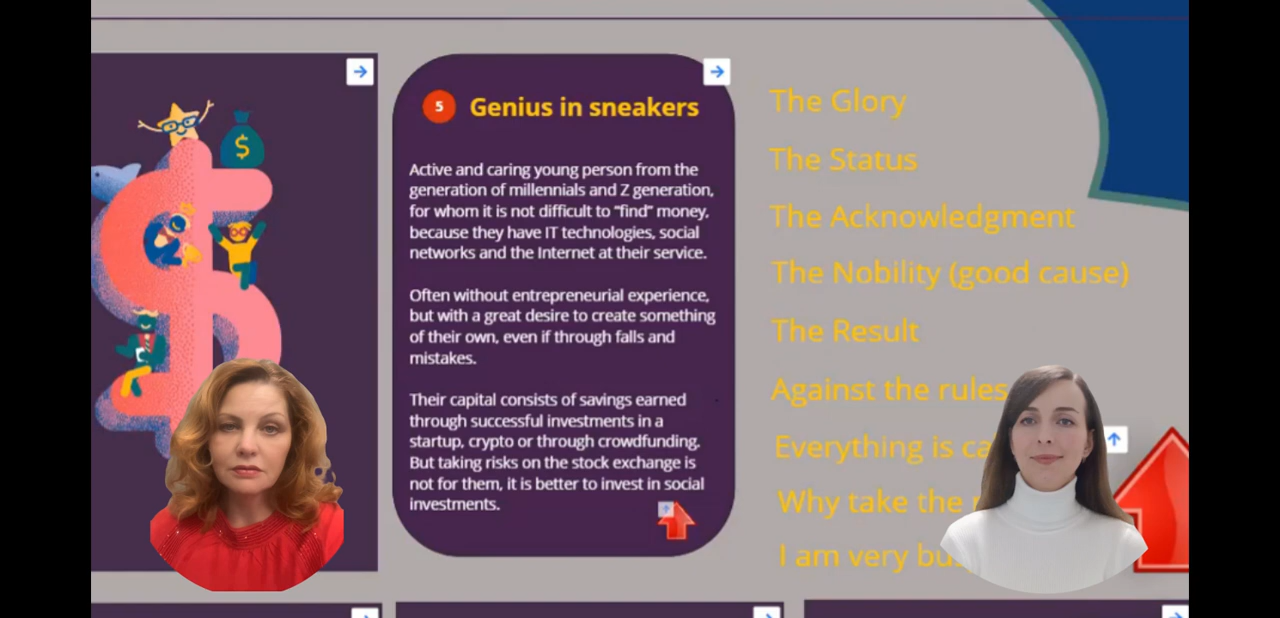 $
5
Genius in sneakers
Active and caring young person from the
generation of millennials and Z generation,
for whom it is not difficult to “find” money,
because they have IT technologies, social
networks and the Internet at their service.
Often without entrepreneurial experience,
but with a great desire to create something
of their own, even if through falls and
mistakes.
Their capital consists of savings earned
through successful investments in a
startup, crypto or through crowdfunding.
But taking risks on the stock exchange is
not for them, it is better to invest in social
investments.
The Glory
The Status
The Acknowledgment
The Nobility (good cause)
The Result
Against the rules
Everything is
Why take the
I am very